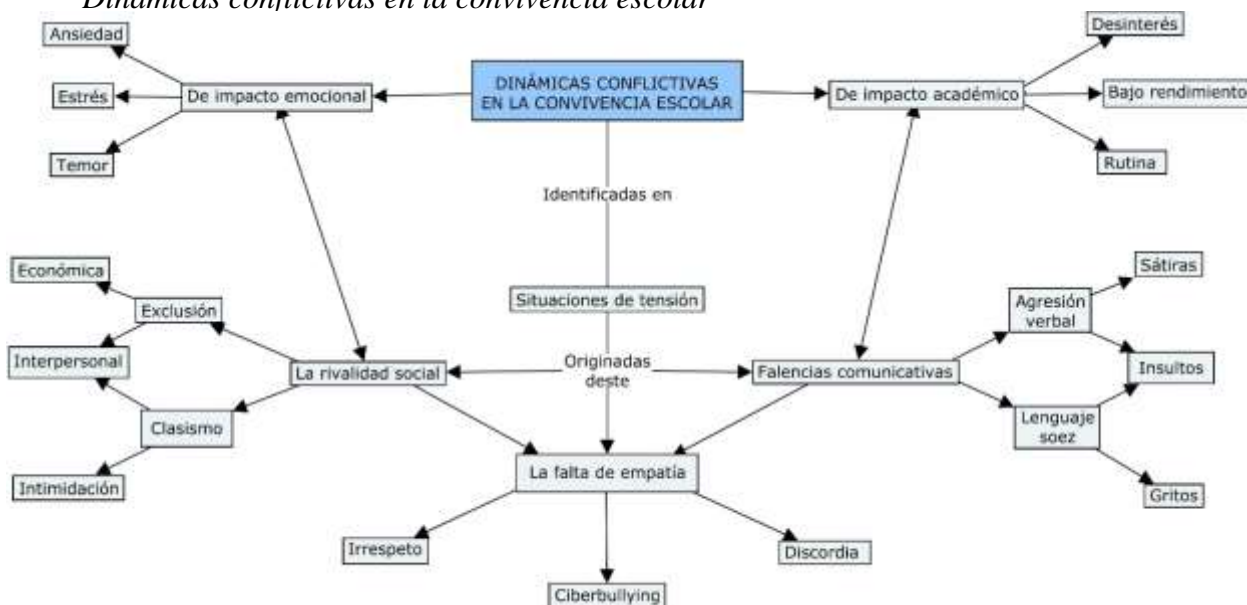 Dinámicas conflictivas en la convivencia escolar
Ansiedad
Estrés
Temor
De impacto emocional
DINÁMICAS CONFLICTIVAS
EN LA CONVIVENCIA ESCOLAR
De impacto académico
Desinterés
Bajo rendimiento
Rutina
Identificadas en
Situaciones de tensión
Originadas
deste
Económica
Exclusión
Interpersonal
La rivalidad social
Clasismo
Intimidación
Falencias comunicativas
Agresión
verbal
Sátiras
Insultos
Lenguaje
soez
Gritos
La falta de empatía
Irrespeto
Ciberbullying
Discordia